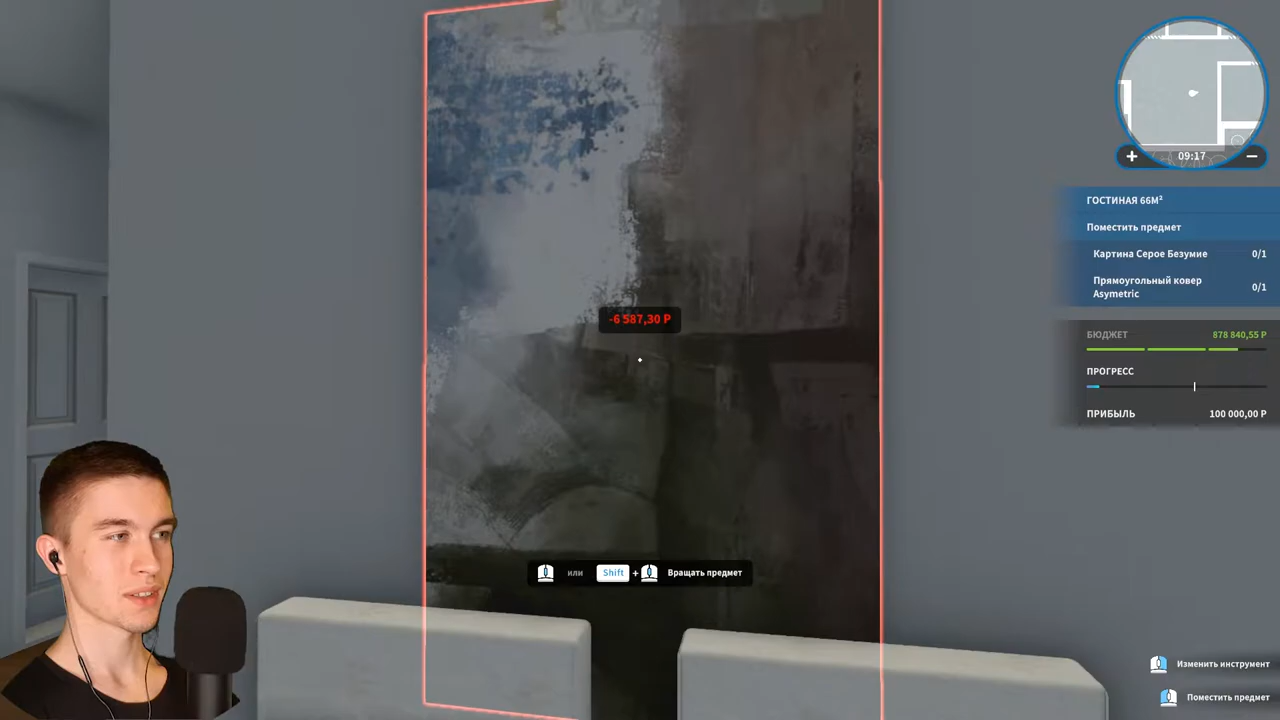 09:17
ГОСТИНАЯ 66М²
Поместить предмет
Картина Серое Безумие 0/1
Прямоугольный ковер
Asymetric 0/1
-6 587,30 Р
БЮДЖЕТ 878 840,55 Р
ПРОГРЕСС
ПРИБЫЛЬ 100 000,00 Р
или Shift + Вращать предмет
Изменить инструмент
Поместить предмет